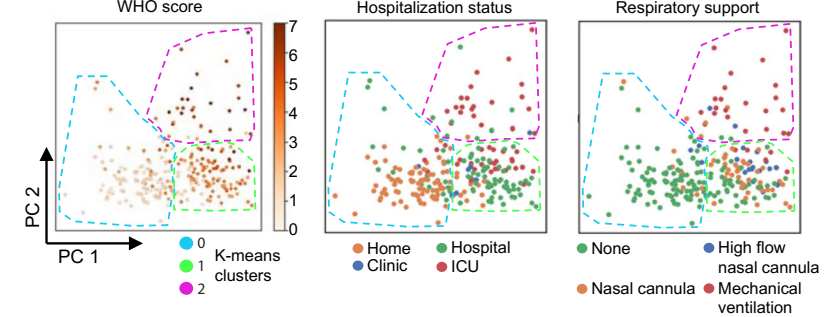 WHO score
Hospitalization status
Respiratory support
7
6
5
4
3
2
1
0
PC 2
PC 1
0
1
2
K-means
clusters
Home
Hospital
Clinic
ICU
None
High flow
nasal cannula
Nasal cannula
Mechanical
ventilation